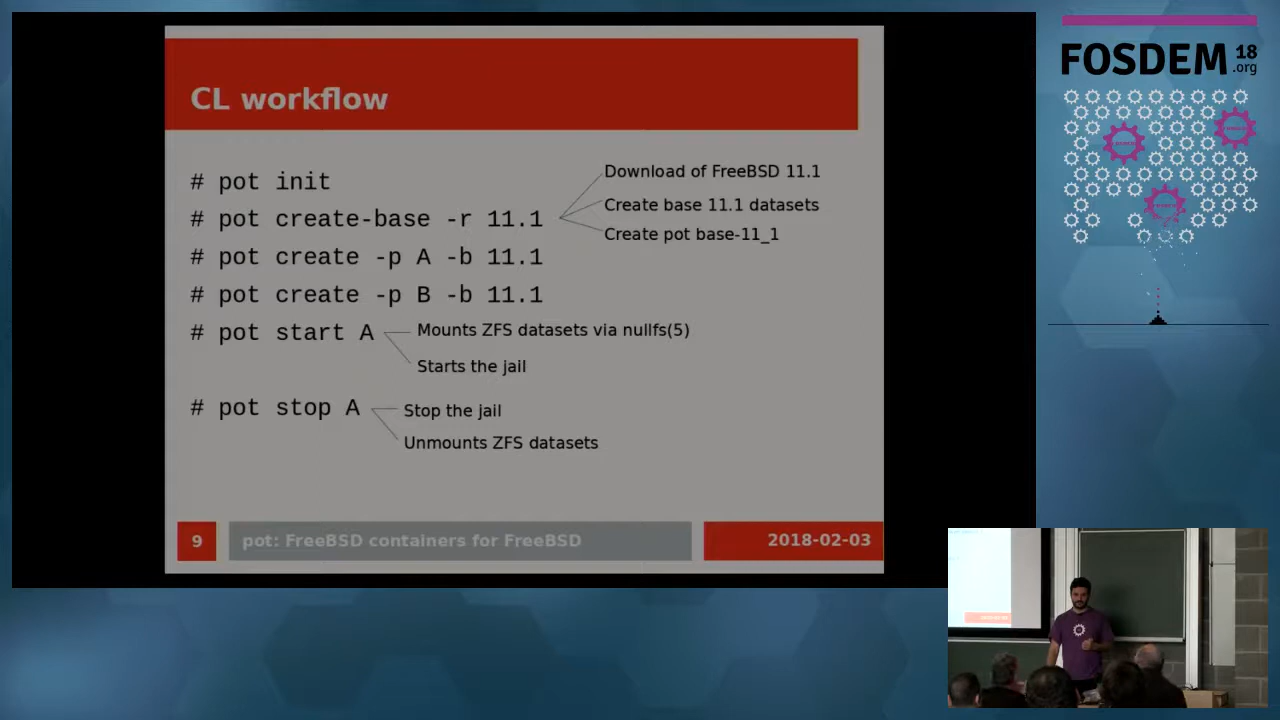 CL workflow
# pot init
# pot create-base -r 11.1
Download of FreeBSD 11.1
Create base 11.1 datasets
Create pot base-11_1
# pot create -p A -b 11.1
# pot create -p B -b 11.1
# pot start A
Mounts ZFS datasets via nullfs(5)
Starts the jail
# pot stop A
Stop the jail
Unmounts ZFS datasets
9
pot: FreeBSD containers for FreeBSD
2018-02-03
FOSDEM 18
.org